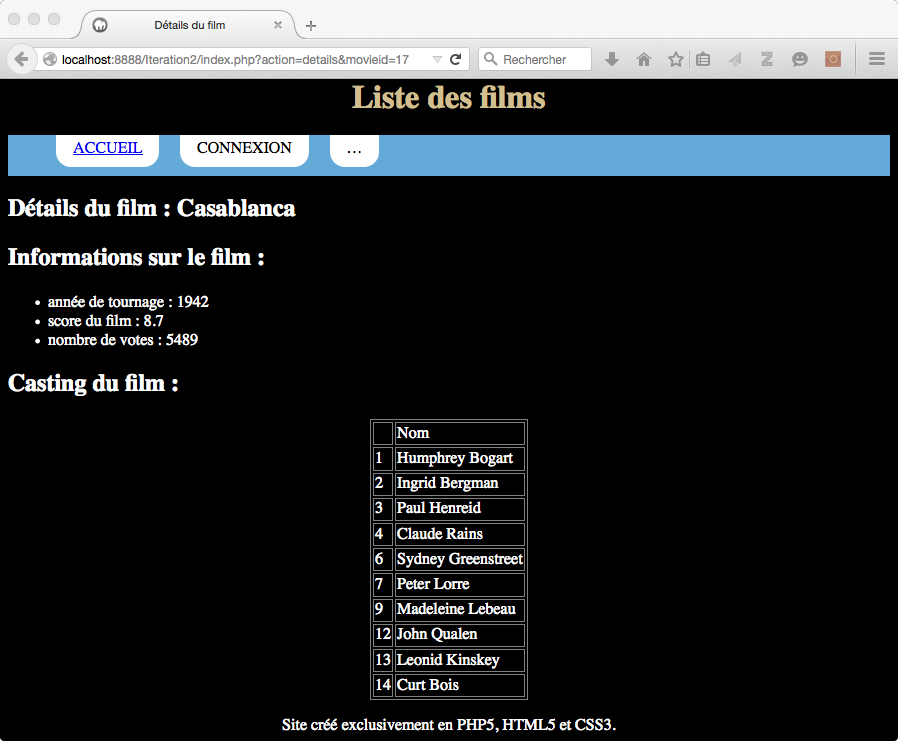 Détails du film
localhost:8888/Iteration2/index.php?action=details&movieid=17
Rechercher
Liste des films
ACCUEIL CONNEXION ...
Détails du film : Casablanca
Informations sur le film :
• année de tournage : 1942
• score du film : 8.7
• nombre de votes : 5489
Casting du film :
Nom
1 Humphrey Bogart
2 Ingrid Bergman
3 Paul Henreid
4 Claude Rains
6 Sydney Greenstreet
7 Peter Lorre
9 Madeleine Lebeau
12 John Qualen
13 Leonid Kinskey
14 Curt Bois
Site créé exclusivement en PHP5, HTML5 et CSS3.